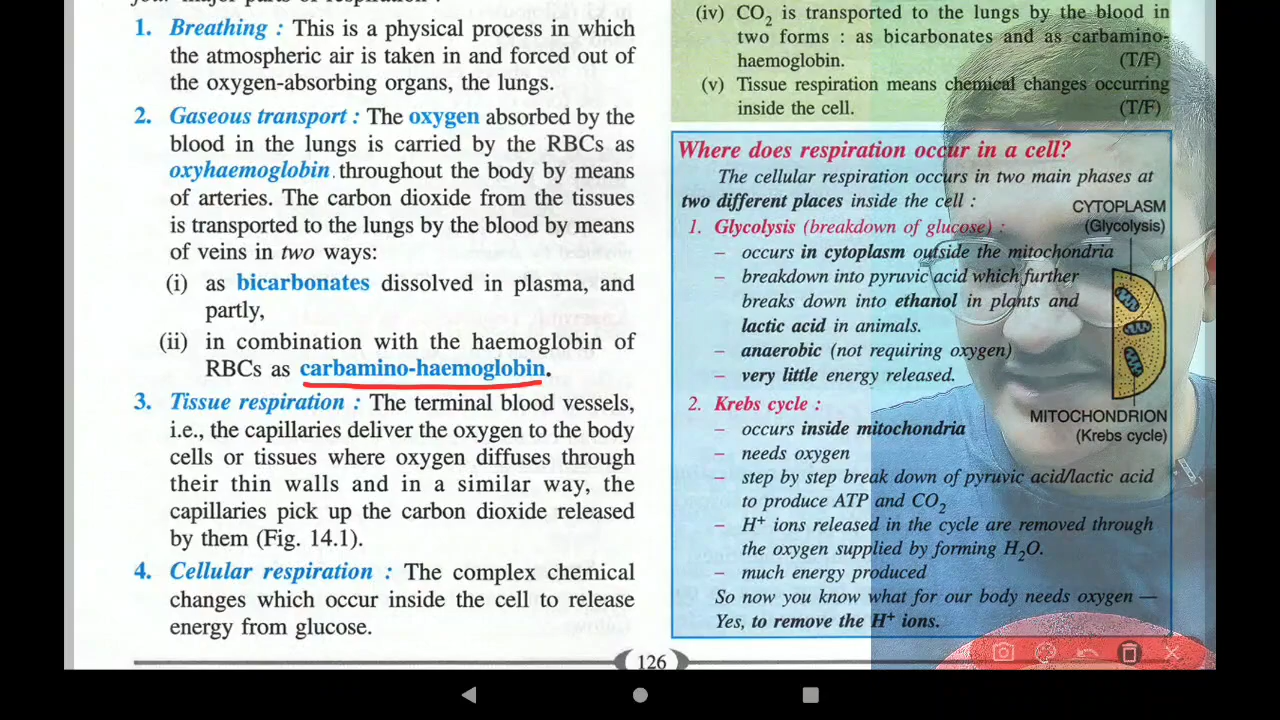 major parts of respiration :
1. Breathing : This is a physical process in which
the atmospheric air is taken in and forced out of
the oxygen-absorbing organs, the lungs.
2. Gaseous transport : The oxygen absorbed by the
blood in the lungs is carried by the RBCs as
oxyhaemoglobin throughout the body by means
of arteries. The carbon dioxide from the tissues
is transported to the lungs by the blood by means
of veins in two ways:
(i) as bicarbonates dissolved in plasma, and
partly,
(ii) in combination with the haemoglobin of
RBCs as carbamino-haemoglobin.
3. Tissue respiration : The terminal blood vessels,
i.e., the capillaries deliver the oxygen to the body
cells or tissues where oxygen diffuses through
their thin walls and in a similar way, the
capillaries pick up the carbon dioxide released
by them (Fig. 14.1).
4. Cellular respiration : The complex chemical
changes which occur inside the cell to release
energy from glucose.
(iv) CO₂ is transported to the lungs by the blood in
two forms : as bicarbonates and as carbamino-
haemoglobin. (T/F)
(v) Tissue respiration means chemical changes occurring
inside the cell. (T/F)
Where does respiration occur in a cell?
The cellular respiration occurs in two main phases at
two different places inside the cell :
1. Glycolysis (breakdown of glucose) :
– occurs in cytoplasm outside the mitochondria
– breakdown into pyruvic acid which further
breaks down into ethanol in plants and
lactic acid in animals.
– anaerobic (not requiring oxygen)
– very little energy released.
CYTOPLASM
(Glycolysis)
MITOCHONDRION
(Krebs cycle)
2. Krebs cycle :
– occurs inside mitochondria
– needs oxygen
– step by step break down of pyruvic acid/lactic acid
to produce ATP and CO₂
– H⁺ ions released in the cycle are removed through
the oxygen supplied by forming H₂O.
– much energy produced
So now you know what for our body needs oxygen —
Yes, to remove the H⁺ ions.
126